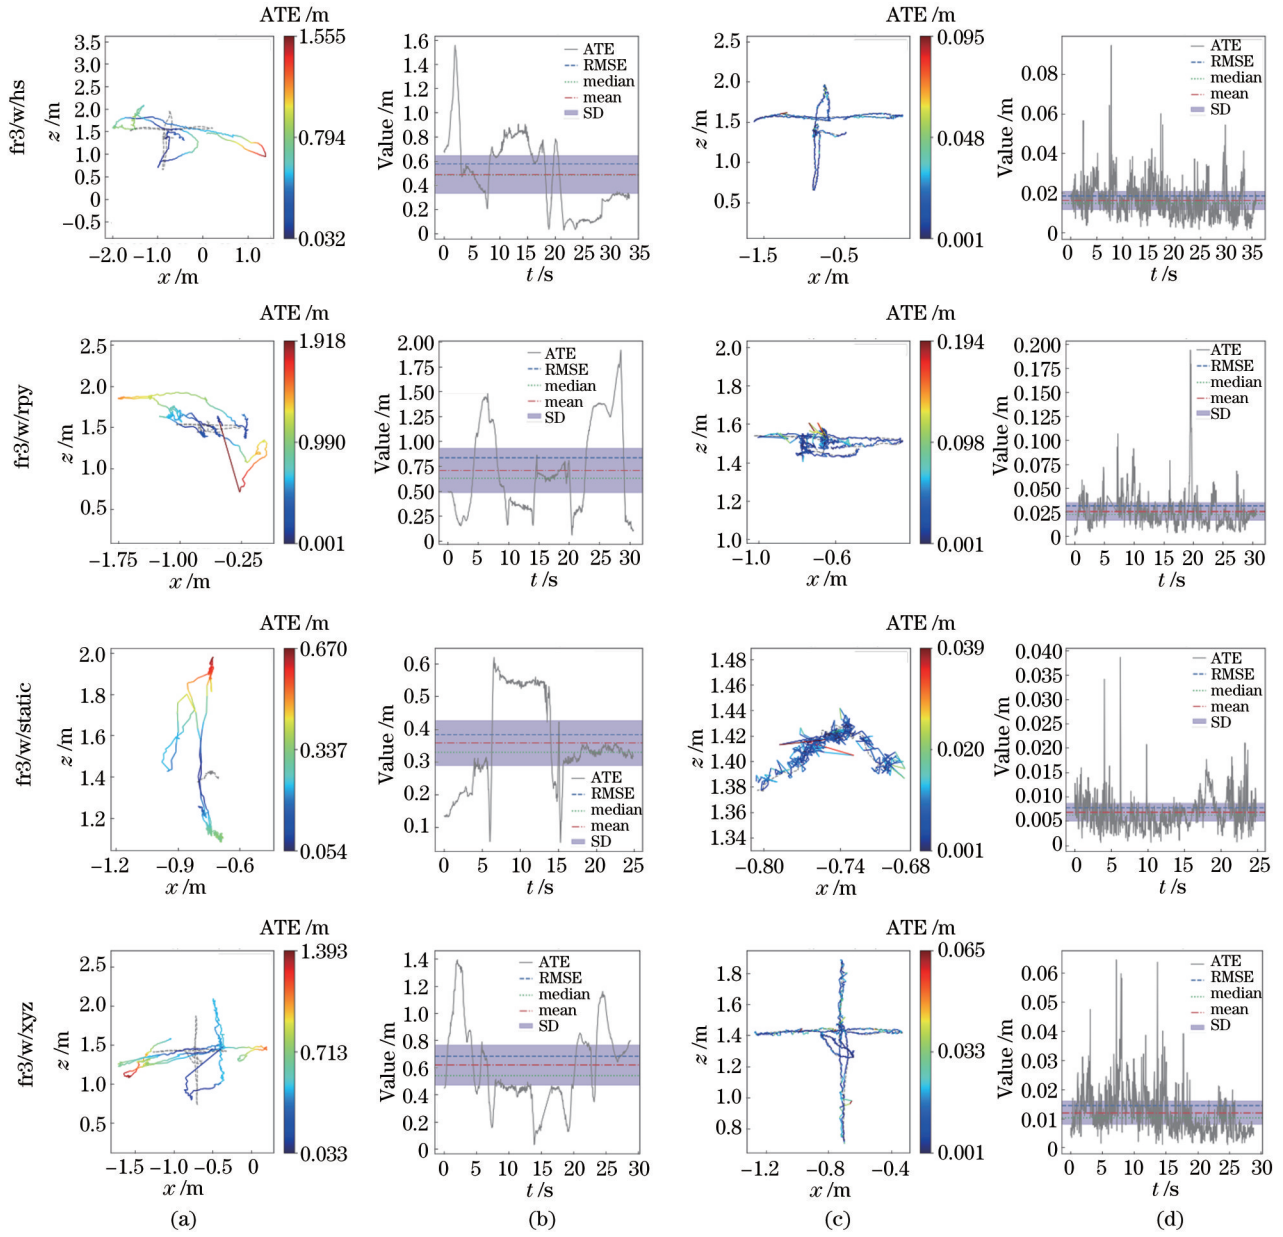 ATE /m
ATE /m
fr3/w/hs
z /m
3.5
3.0
2.5
2.0
1.5
1.0
0.5
0
−0.5
−2.0 −1.0 0 1.0
x /m
1.555
0.794
0.032
Value /m
1.6
1.4
1.2
1.0
0.8
0.6
0.4
0.2
0
0 5 10 15 20 25 30 35
t /s
ATE
RMSE
median
mean
SD
z /m
2.5
2.0
1.5
1.0
0.5
−1.5 −0.5
x /m
0.095
0.048
0.001
Value /m
0.08
0.06
0.04
0.02
0
0 5 10 15 20 25 30 35
t /s
ATE
RMSE
median
mean
SD
ATE /m
ATE /m
fr3/w/rpy
z /m
2.5
2.0
1.5
1.0
0.5
−1.75 −1.00 −0.25
x /m
1.918
0.990
0.001
Value /m
2.00
1.75
1.50
1.25
1.00
0.75
0.50
0.25
0
0 5 10 15 20 25 30
t /s
ATE
RMSE
median
mean
SD
z /m
2.0
1.8
1.6
1.4
1.2
1.0
−1.0 −0.6
x /m
0.194
0.098
0.001
Value /m
0.200
0.175
0.150
0.125
0.100
0.075
0.050
0.025
0
0 5 10 15 20 25 30
t /s
ATE
RMSE
median
mean
SD
ATE /m
ATE /m
fr3/w/static
z /m
2.0
1.8
1.6
1.4
1.2
−1.2 −0.9 −0.6
x /m
0.670
0.337
0.054
Value /m
0.6
0.5
0.4
0.3
0.2
0.1
0 5 10 15 20 25
t /s
ATE
RMSE
median
mean
SD
z /m
1.48
1.46
1.44
1.42
1.40
1.38
1.36
1.34
−0.80 −0.74 −0.68
x /m
0.039
0.020
0.001
Value /m
0.040
0.035
0.030
0.025
0.020
0.015
0.010
0.005
0
0 5 10 15 20 25
t /s
ATE
RMSE
median
mean
SD
ATE /m
ATE /m
fr3/w/xyz
z /m
2.5
2.0
1.5
1.0
0.5
−1.5 −1.0 −0.5 0
x /m
1.393
0.713
0.033
Value /m
1.4
1.2
1.0
0.8
0.6
0.4
0.2
0
0 5 10 15 20 25 30
t /s
ATE
RMSE
median
mean
SD
z /m
1.8
1.6
1.4
1.2
1.0
0.8
−1.2 −0.8 −0.4
x /m
0.065
0.033
0.001
Value /m
0.06
0.05
0.04
0.03
0.02
0.01
0
0 5 10 15 20 25 30
t /s
ATE
RMSE
median
mean
SD
(a) (b) (c) (d)